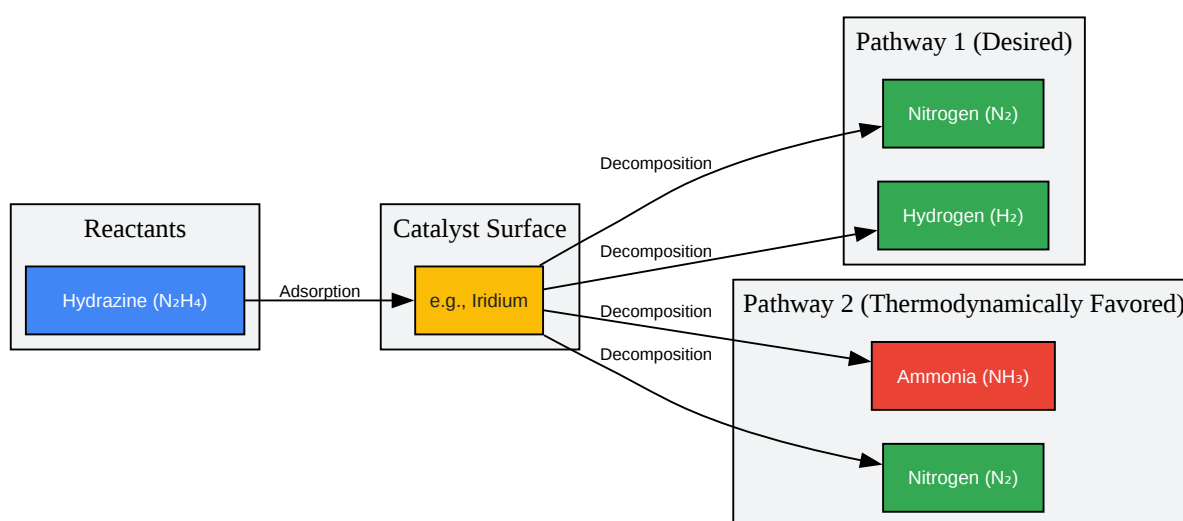 Reactants
Hydrazine (N₂H₄)
Adsorption
Catalyst Surface
e.g., Iridium
Decomposition
Decomposition
Decomposition
Decomposition
Pathway 1 (Desired)
Nitrogen (N₂)
Hydrogen (H₂)
Pathway 2 (Thermodynamically Favored)
Ammonia (NH₃)
Nitrogen (N₂)